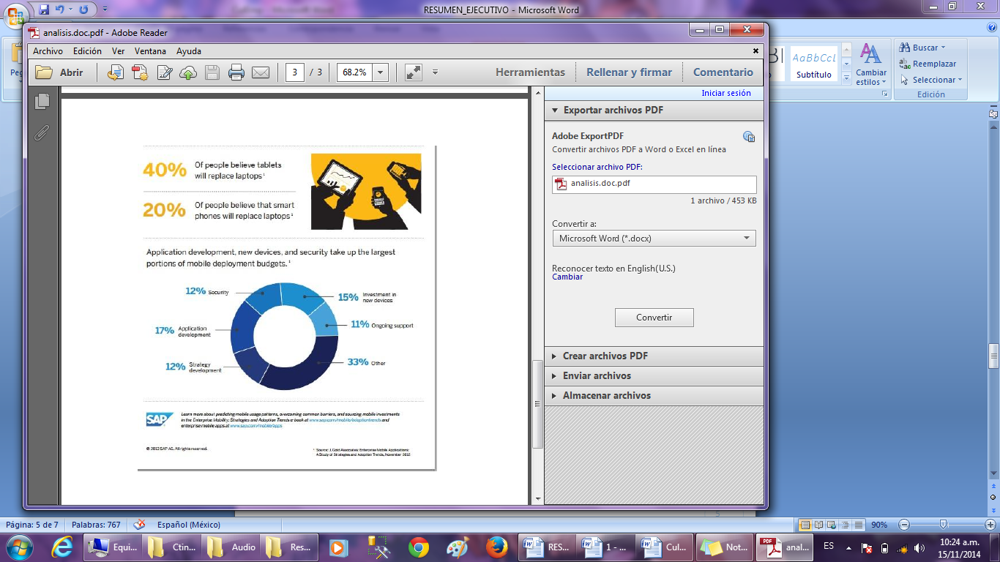 RESUMEN_EJECUTIVO - Microsoft Word
analisis.doc.pdf - Adobe Reader
Archivo Edición Ver Ventana Ayuda
Abrir 3 / 3 68.2% Herramientas Rellenar y firmar Comentario
AaBbCcI
Subtítulo
Cambiar
estilos
Buscar
Reemplazar
Seleccionar
Edición
Iniciar sesión
Exportar archivos PDF
Adobe ExportPDF
Convertir archivos PDF a Word o Excel en línea
Seleccionar archivo PDF:
analisis.doc.pdf
1 archivo / 453 KB
Convertir a:
Microsoft Word (*.docx)
Reconocer texto en English(U.S.)
Cambiar
Convertir
Crear archivos PDF
Enviar archivos
Almacenar archivos
40% Of people believe tablets
will replace laptops¹
20% Of people believe that smart
phones will replace laptops¹
Application development, new devices, and security take up the largest
portions of mobile deployment budgets.¹
12% Security
15% Investment in
new devices
11% Ongoing support
17% Application
development
33% Other
12% Strategy
development
SAP
Learn more about predicting mobile usage patterns, overcoming common barriers, and sourcing mobile investments
in the Enterprise Mobility: Strategies and Adoption Trends e-book at www.sap.com/mobile/adoptiontrends and
enterprise mobile apps at www.sap.com/mobile/apps
© 2013 SAP AG. All rights reserved.
¹ Source: J. Gold Associates: Enterprise Mobile Applications:
A Study of Strategies and Adoption Trends, November 2012
Página: 5 de 7 Palabras: 767 Español (México) 90%
Equi... Ctin... Audio Res... RES... 1 - ... Cul... Not... anal... ES 10:24 a.m.
15/11/2014